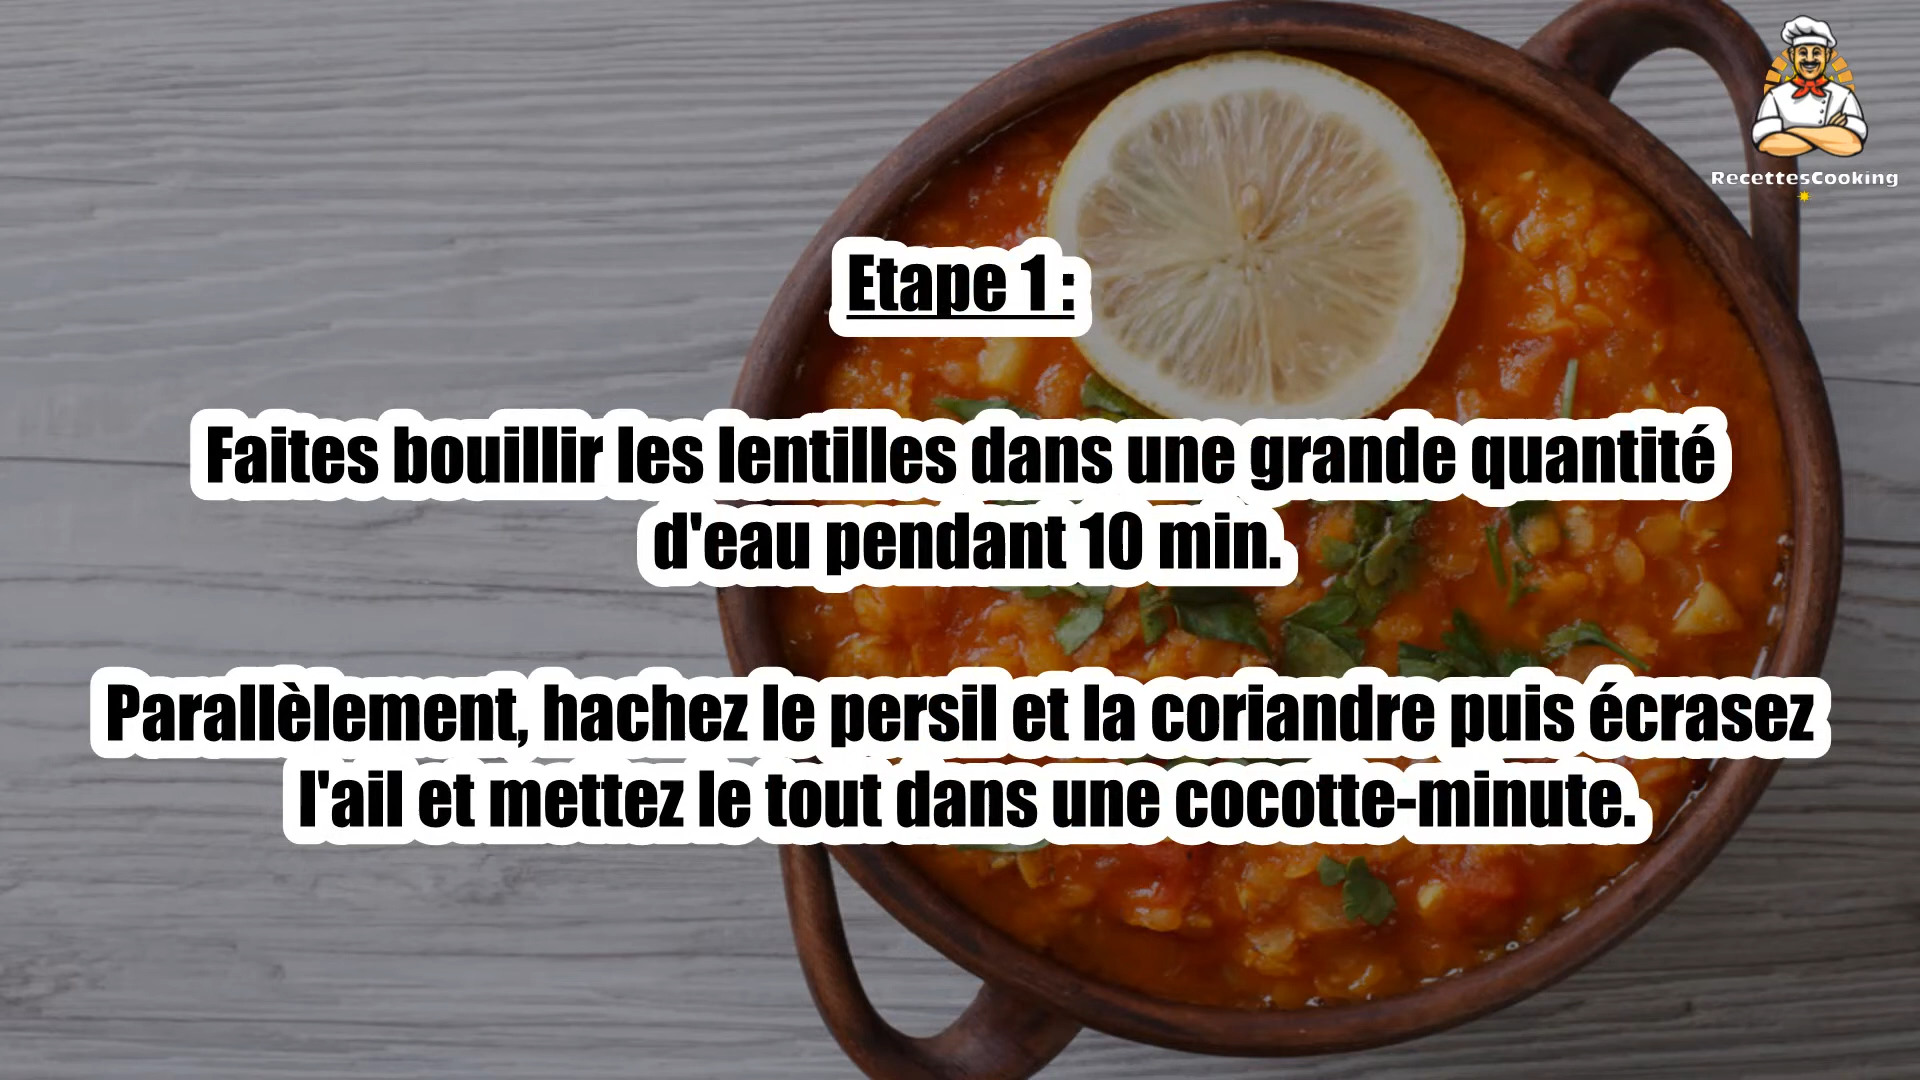 RecettesCooking
Etape 1 :
Faites bouillir les lentilles dans une grande quantité
d'eau pendant 10 min.
Parallèlement, hachez le persil et la coriandre puis écrasez
l'ail et mettez le tout dans une cocotte-minute.